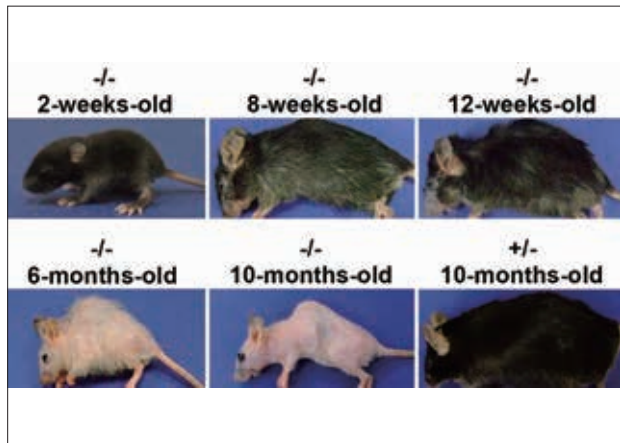 -/-
2-weeks-old
-/-
8-weeks-old
-/-
12-weeks-old
-/-
6-months-old
-/-
10-months-old
+/-
10-months-old